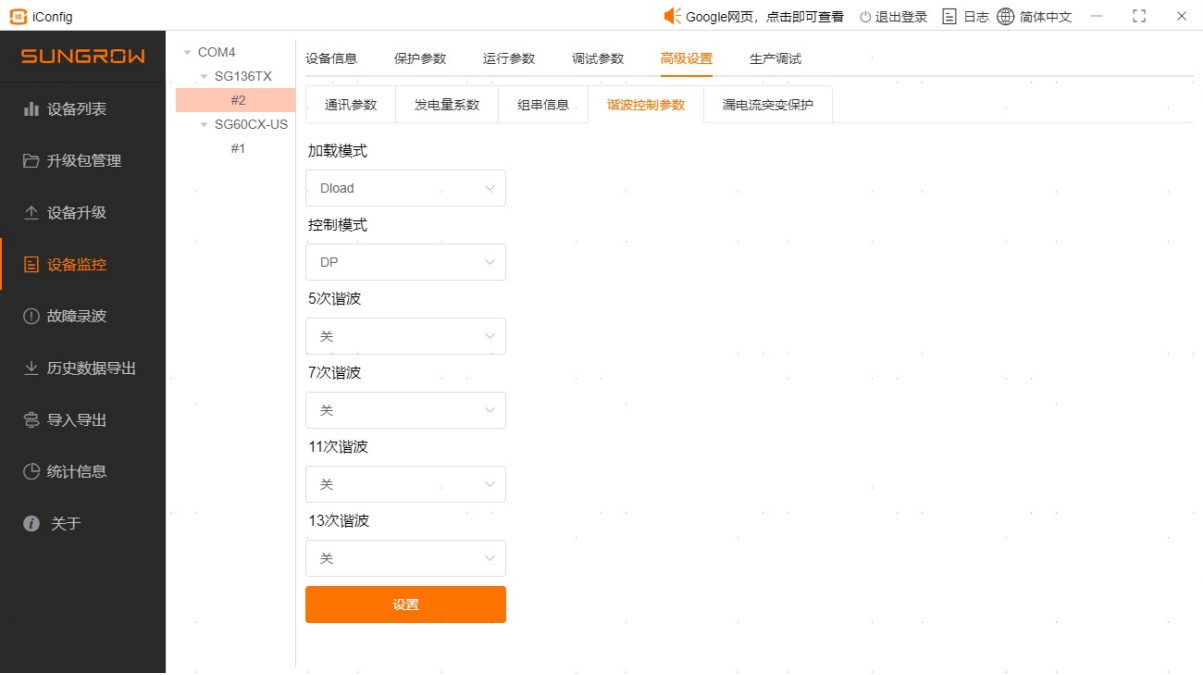 iConfig
Google网页，点击即可查看 退出登录 日志 简体中文
SUNGROW
设备列表
升级包管理
设备升级
设备监控
故障录波
历史数据导出
导入导出
统计信息
关于
COM4
SG136TX
#2
SG60CX-US
#1
设备信息 保护参数 运行参数 调试参数 高级设置 生产调试
通讯参数 发电量系数 组串信息 谐波控制参数 漏电流突变保护
加载模式
Dload
控制模式
DP
5次谐波
关
7次谐波
关
11次谐波
关
13次谐波
关
设置